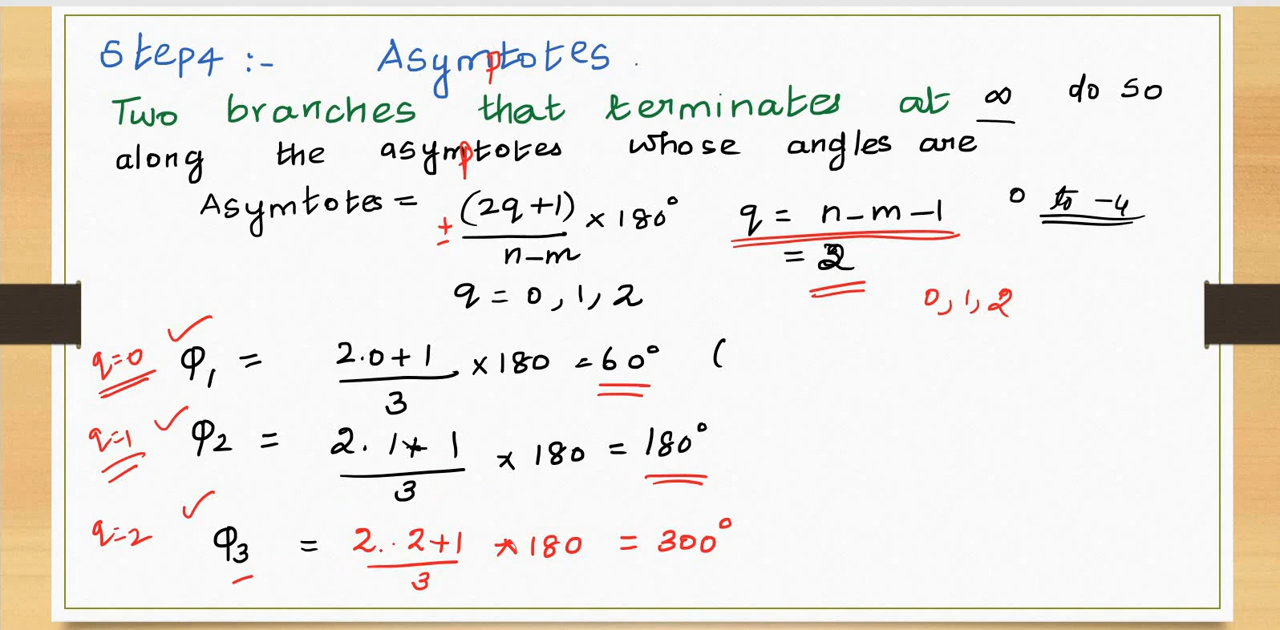 Step4 :- Asymptotes.
Two branches that terminates at ∞ do so
along the asymptotes whose angles are
Asymtotes = ± (2q+1)/(n-m) × 180° q = n-m-1 0 to -4
= 2
q = 0, 1, 2 0, 1, 2
q=0 φ1 = (2.0+1)/3 × 180 = 60° (
q=1 φ2 = (2.1+1)/3 × 180 = 180°
q=2 φ3 = (2..2+1)/3 * 180 = 300°